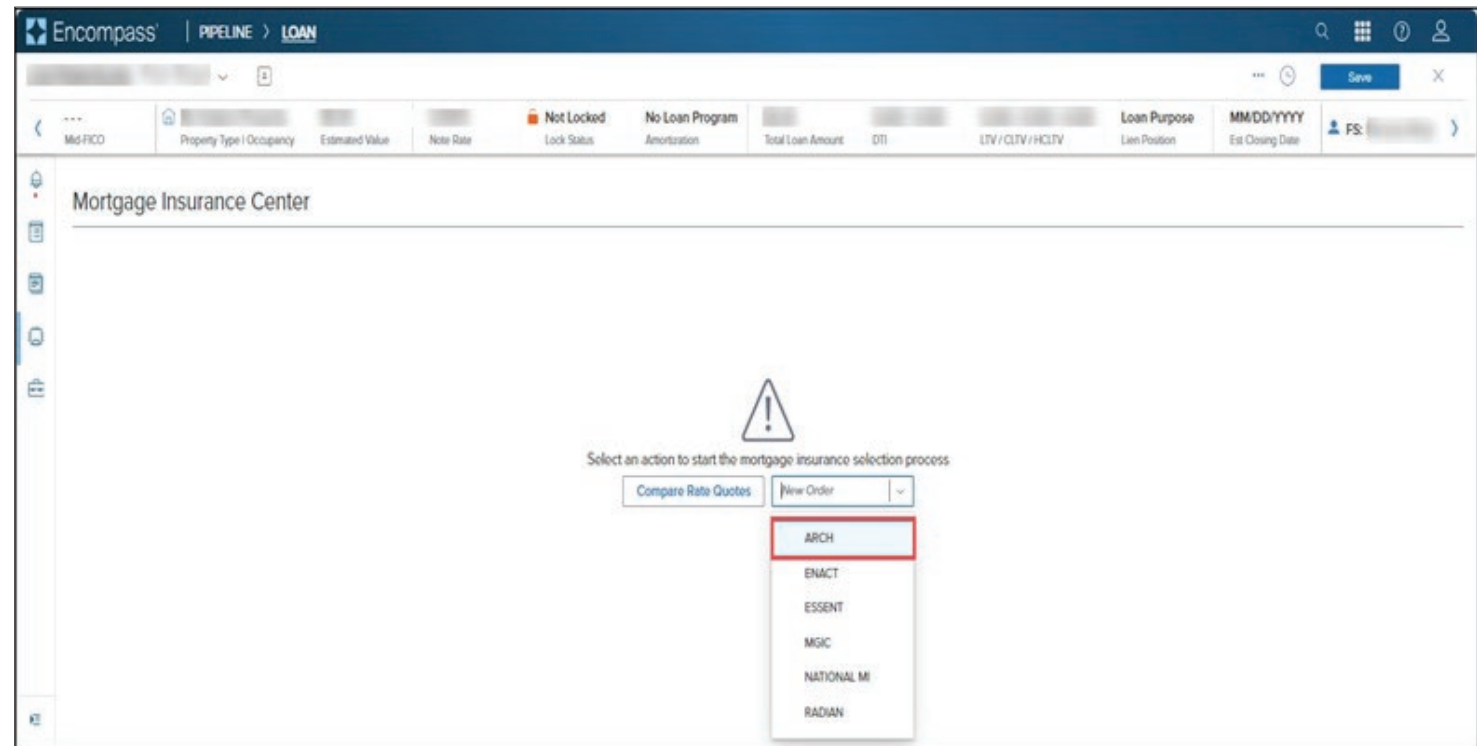 Encompass' | PIPELINE > LOAN
Save
Not Locked No Loan Program Loan Purpose MM/DD/YYYY
--- Mid-FICO Property Type | Occupancy Estimated Value Note Rate Lock Status Amortization Total Loan Amount DTI LTV / CLTV / HCLTV Lien Position Est Closing Date FS:
Mortgage Insurance Center
Select an action to start the mortgage insurance selection process
Compare Rate Quotes New Order
ARCH
ENACT
ESSENT
MGIC
NATIONAL MI
RADIAN